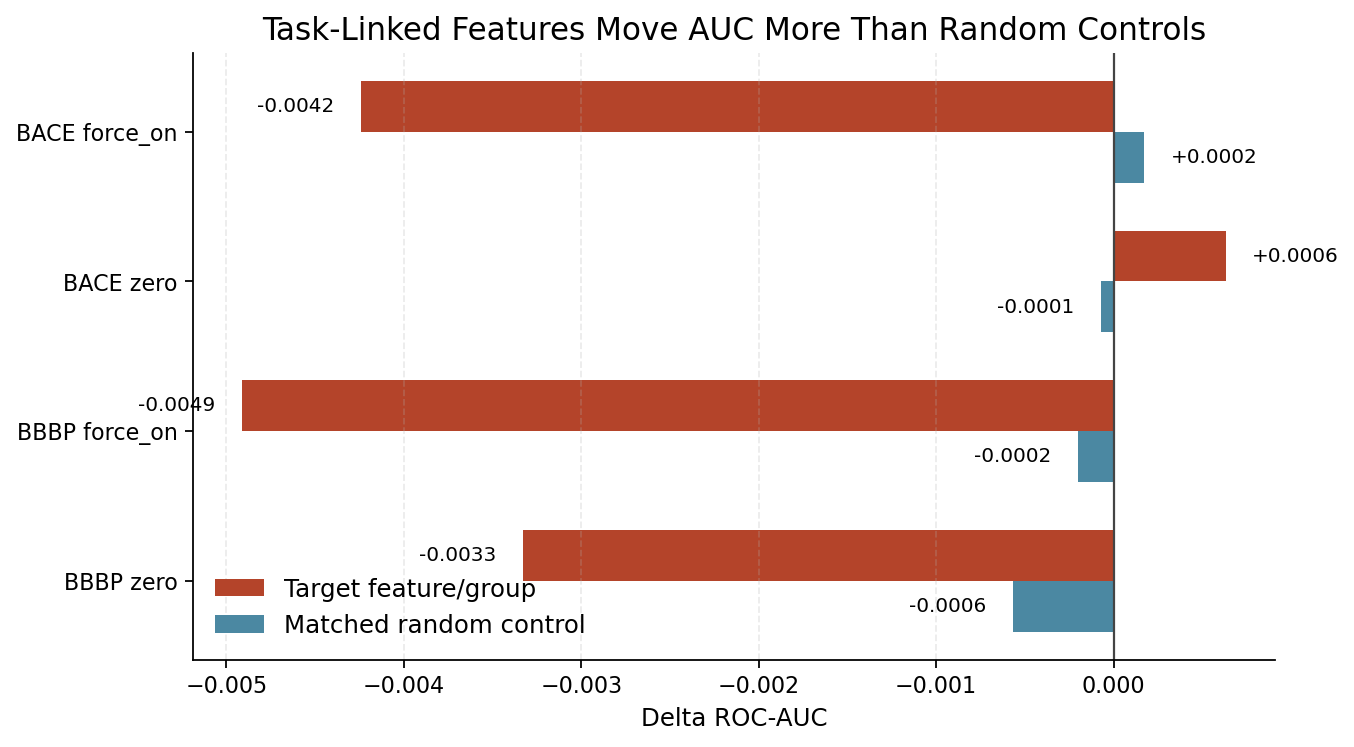 Task-Linked Features Move AUC More Than Random Controls
BACE force_on
-0.0042
+0.0002
BACE zero
+0.0006
-0.0001
BBBP force_on
-0.0049
-0.0002
BBBP zero
-0.0033
-0.0006
Target feature/group
Matched random control
−0.005 −0.004 −0.003 −0.002 −0.001 0.000
Delta ROC-AUC